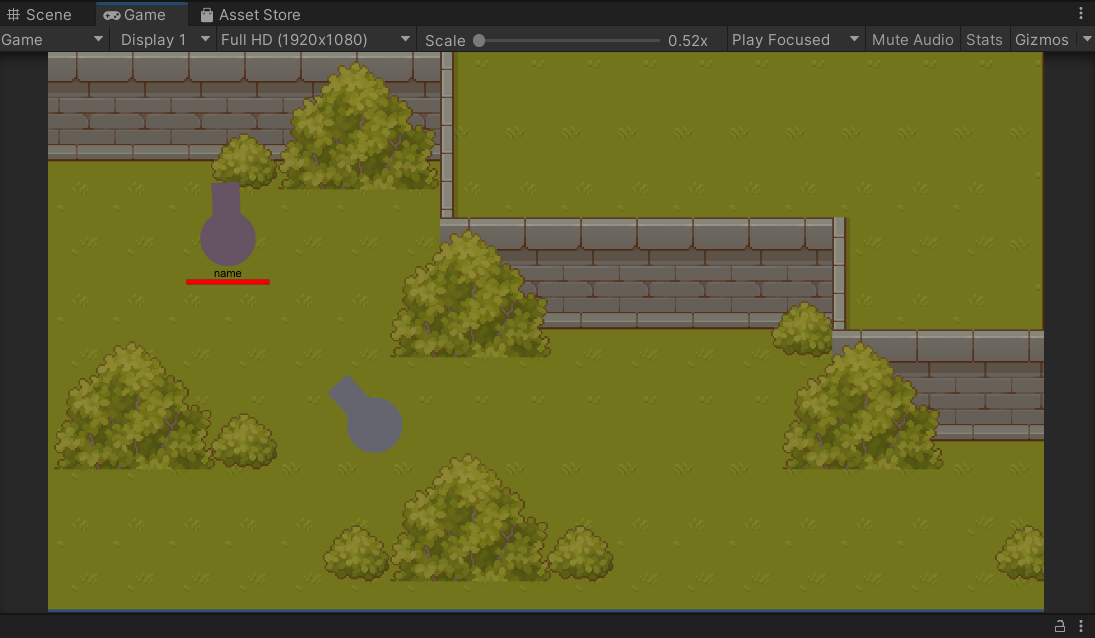 Scene Game Asset Store
Game Display 1 Full HD (1920x1080) Scale 0.52x Play Focused Mute Audio Stats Gizmos
name